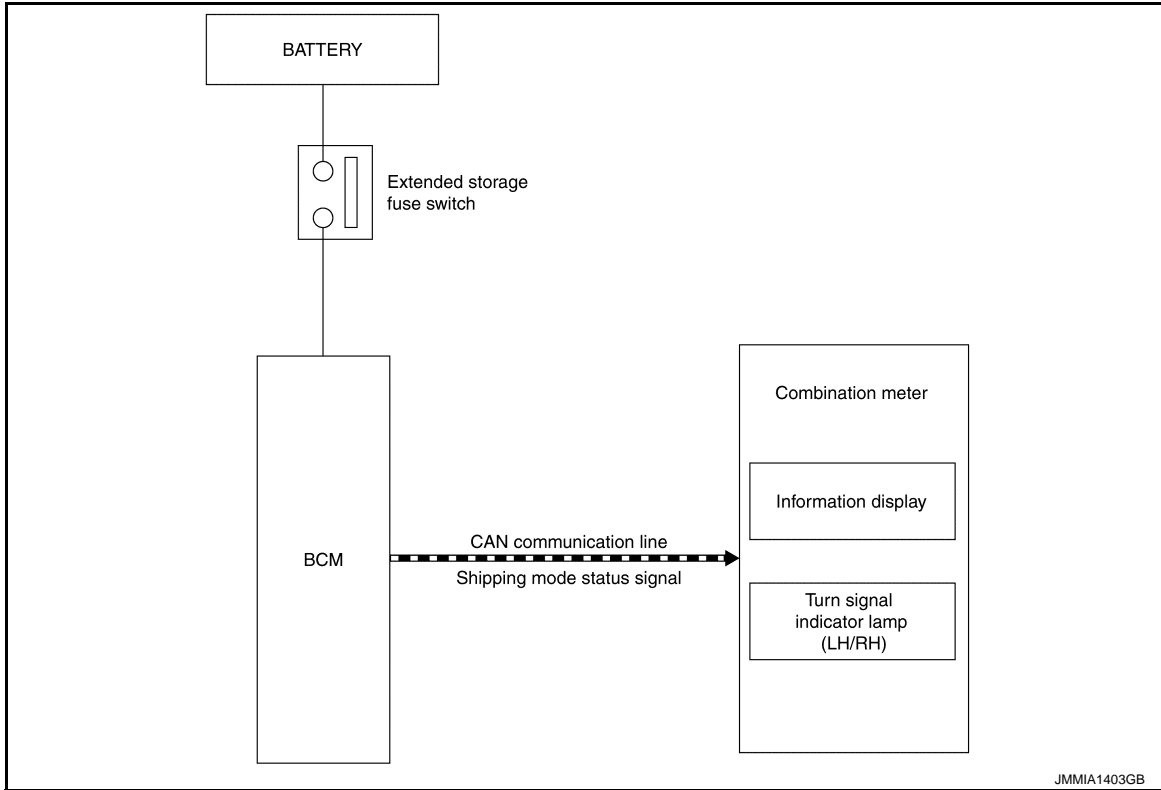 BATTERY
Extended storage
fuse switch
Combination meter
Information display
CAN communication line
BCM
Shipping mode status signal
Turn signal
indicator lamp
(LH/RH)
JMMIA1403GB